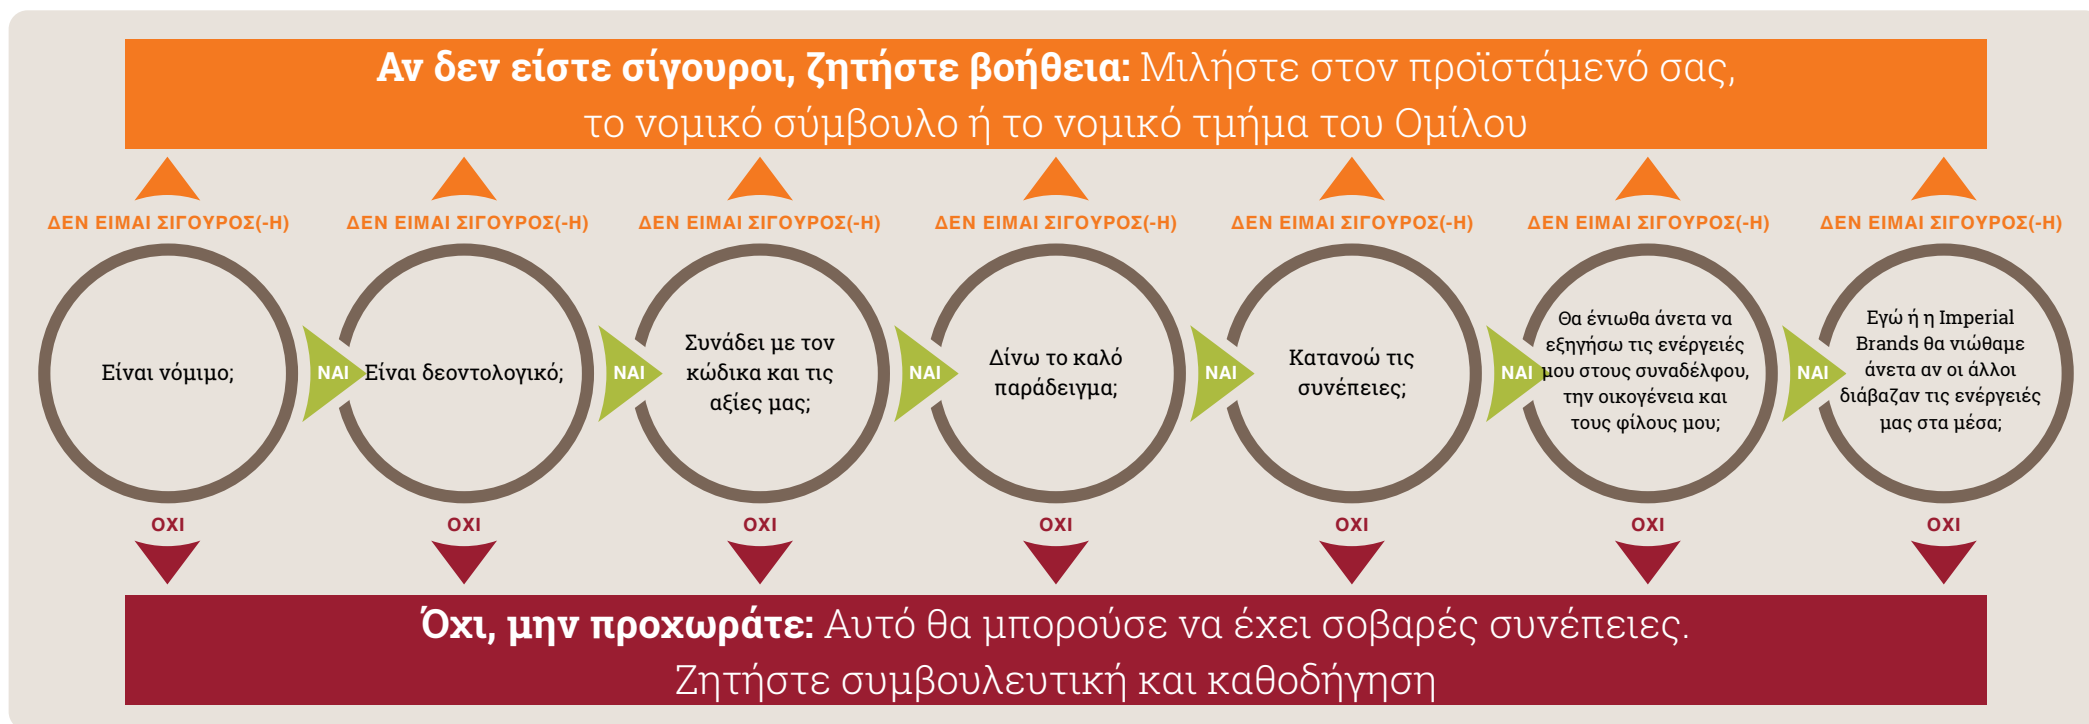 Αν δεν είστε σίγουροι, ζητήστε βοήθεια: Μιλήστε στον προϊστάμενό σας,
το νομικό σύμβουλο ή το νομικό τμήμα του Ομίλου
ΔΕΝ ΕΙΜΑΙ ΣΙΓΟΥΡΟΣ(-Η)
ΔΕΝ ΕΙΜΑΙ ΣΙΓΟΥΡΟΣ(-Η)
ΔΕΝ ΕΙΜΑΙ ΣΙΓΟΥΡΟΣ(-Η)
ΔΕΝ ΕΙΜΑΙ ΣΙΓΟΥΡΟΣ(-Η)
ΔΕΝ ΕΙΜΑΙ ΣΙΓΟΥΡΟΣ(-Η)
ΔΕΝ ΕΙΜΑΙ ΣΙΓΟΥΡΟΣ(-Η)
ΔΕΝ ΕΙΜΑΙ ΣΙΓΟΥΡΟΣ(-Η)
Είναι νόμιμο;
ΝΑΙ
Είναι δεοντολογικό;
ΝΑΙ
Συνάδει με τον
κώδικα και τις
αξίες μας;
ΝΑΙ
Δίνω το καλό
παράδειγμα;
ΝΑΙ
Κατανοώ τις
συνέπειες;
ΝΑΙ
Θα ένιωθα άνετα να
εξηγήσω τις ενέργειές
μου στους συναδέλφου,
την οικογένεια και
τους φίλους μου;
ΝΑΙ
Εγώ ή η Imperial
Brands θα νιώθαμε
άνετα αν οι άλλοι
διάβαζαν τις ενέργειές
μας στα μέσα;
ΟΧΙ
ΟΧΙ
ΟΧΙ
ΟΧΙ
ΟΧΙ
ΟΧΙ
ΟΧΙ
Όχι, μην προχωράτε: Αυτό θα μπορούσε να έχει σοβαρές συνέπειες.
Ζητήστε συμβουλευτική και καθοδήγηση